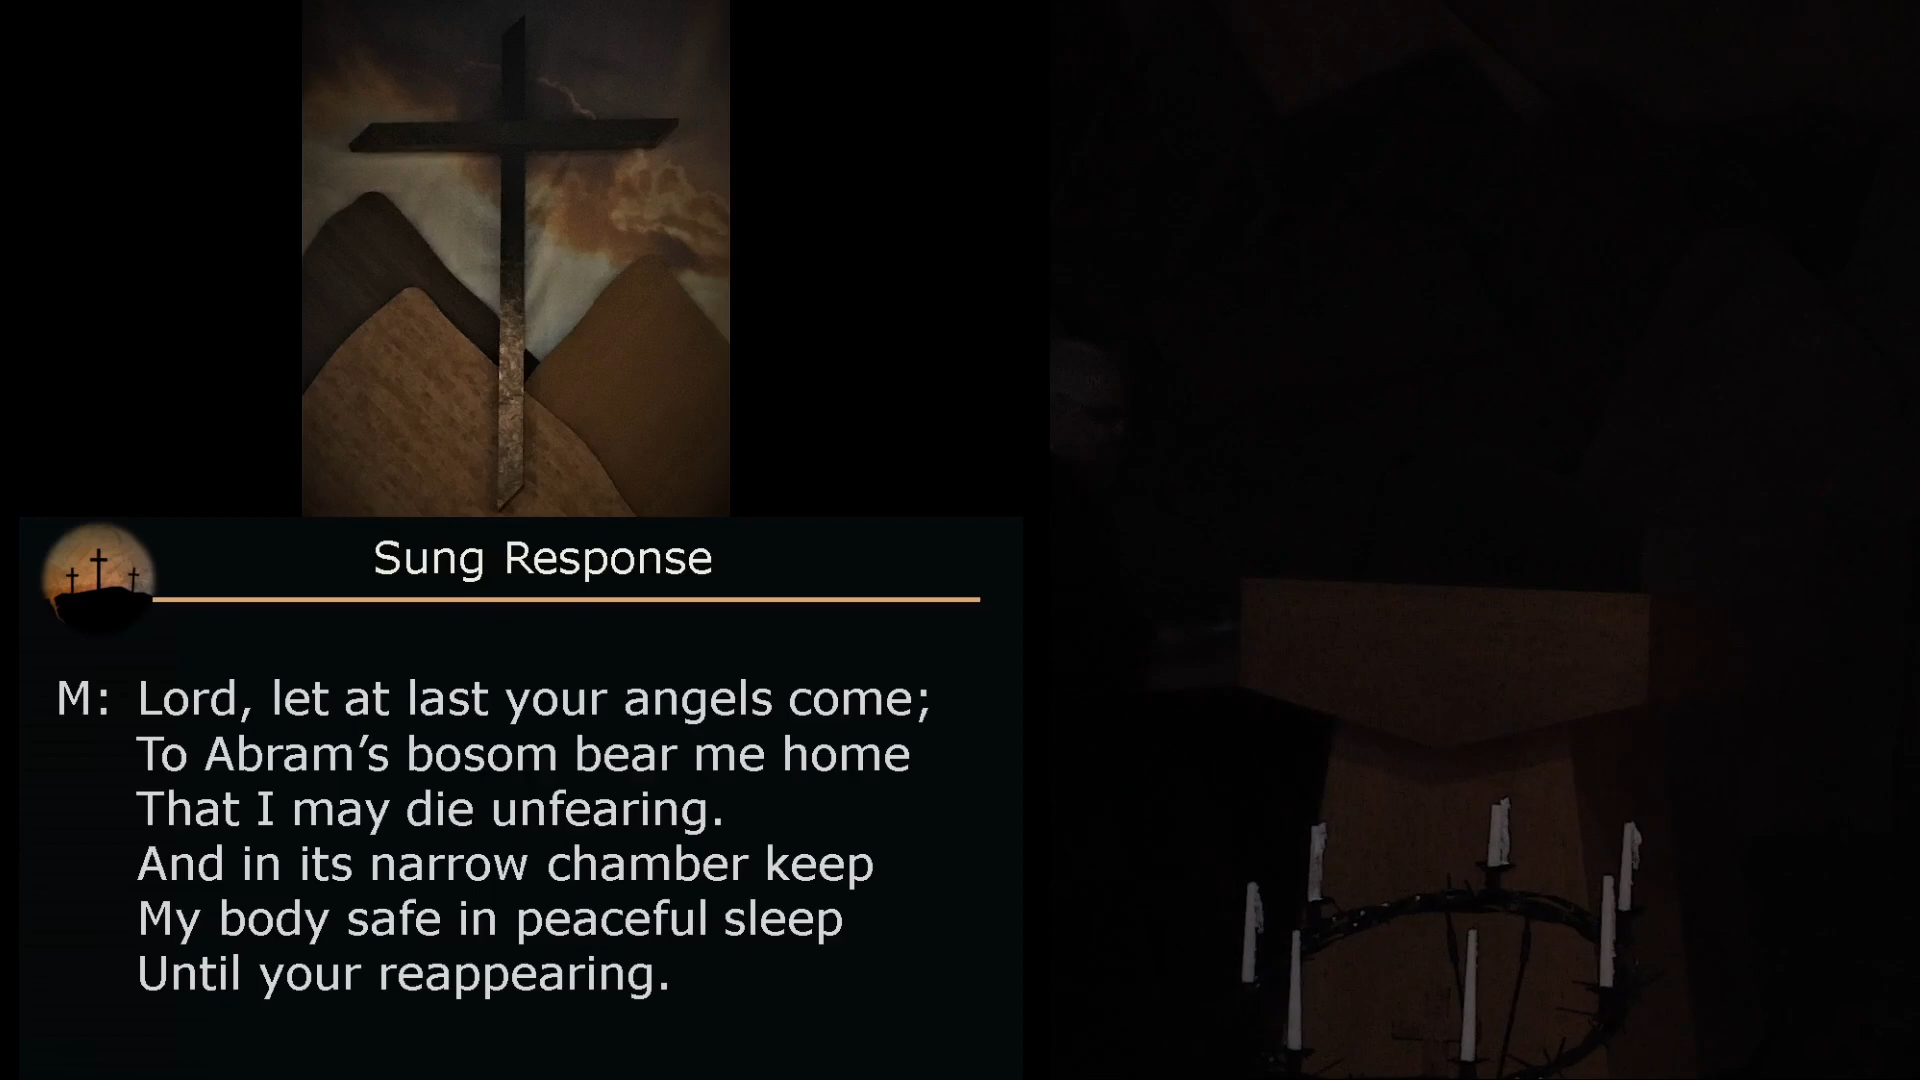 Sung Response
M: Lord, let at last your angels come;
To Abram’s bosom bear me home
That I may die unfearing.
And in its narrow chamber keep
My body safe in peaceful sleep
Until your reappearing.